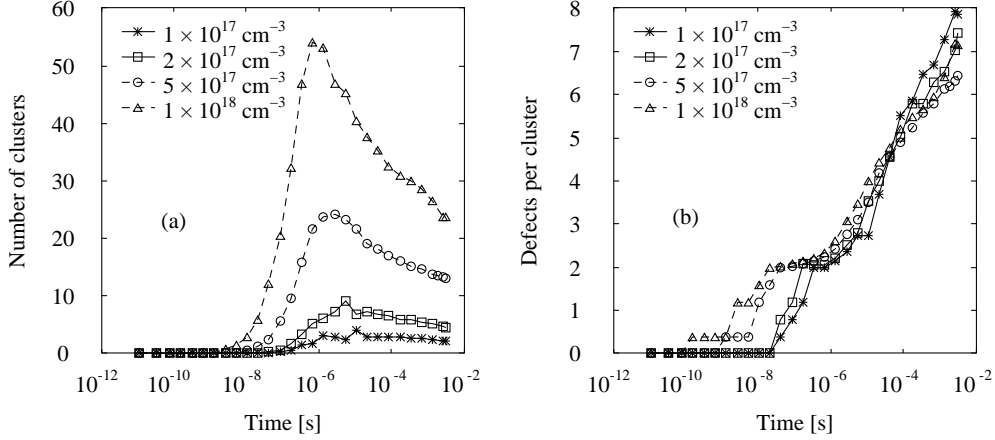 1 × 10^17 cm^−3
2 × 10^17 cm^−3
5 × 10^17 cm^−3
1 × 10^18 cm^−3
(a)
Number of clusters
60
50
40
30
20
10
0
10^−12 10^−10 10^−8 10^−6 10^−4 10^−2
Time [s]
1 × 10^17 cm^−3
2 × 10^17 cm^−3
5 × 10^17 cm^−3
1 × 10^18 cm^−3
(b)
Defects per cluster
8
7
6
5
4
3
2
1
0
10^−12 10^−10 10^−8 10^−6 10^−4 10^−2
Time [s]